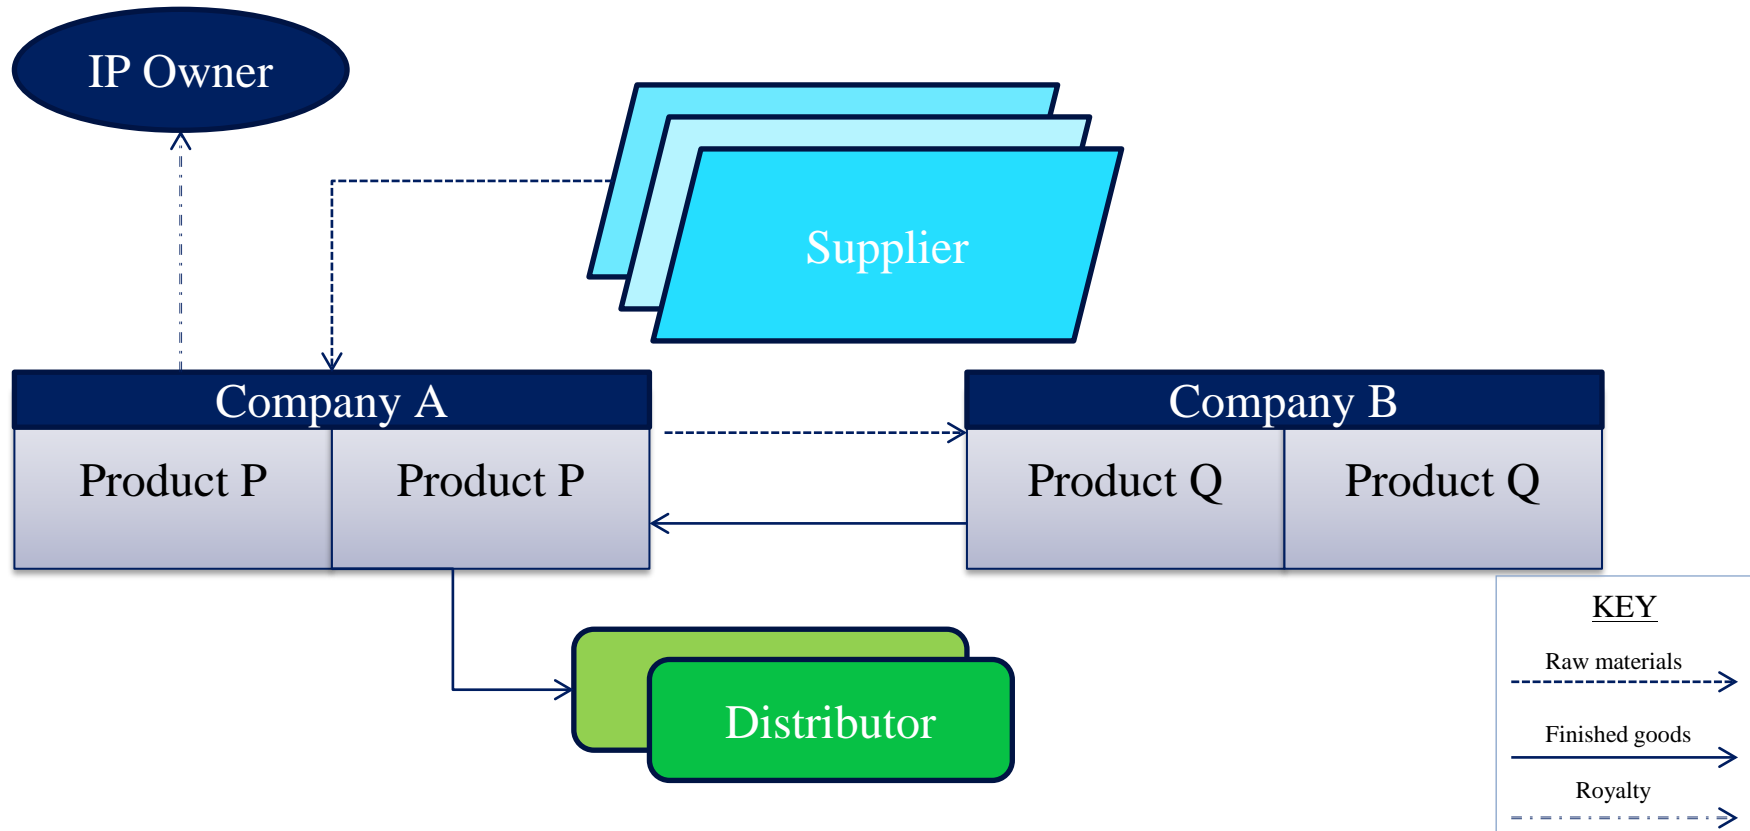 IP Owner
Supplier
Company A
Product P
Product P
Company B
Product Q
Product Q
Distributor
KEY
Raw materials
Finished goods
Royalty